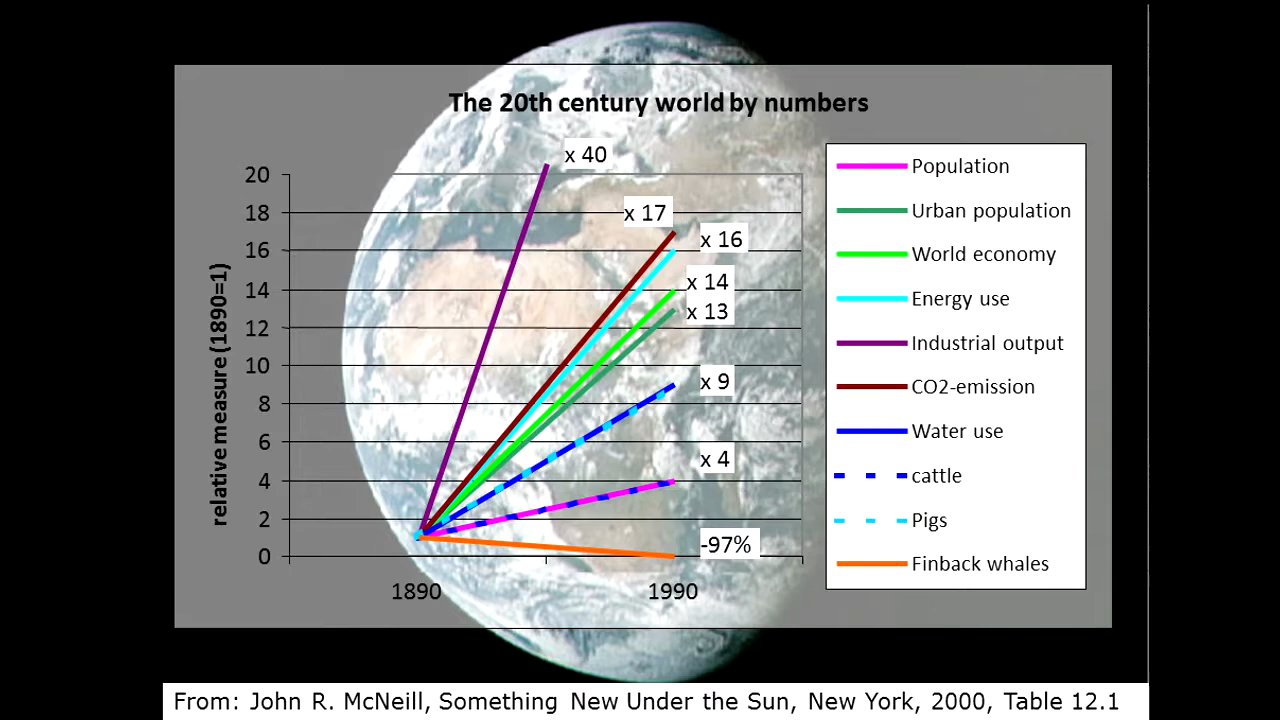 The 20th century world by numbers
x 40
x 17
x 16
x 14
x 13
x 9
x 4
-97%
20
18
16
14
12
10
8
6
4
2
0
relative measure (1890=1)
1890
1990
Population
Urban population
World economy
Energy use
Industrial output
CO2-emission
Water use
cattle
Pigs
Finback whales
From: John R. McNeill, Something New Under the Sun, New York, 2000, Table 12.1